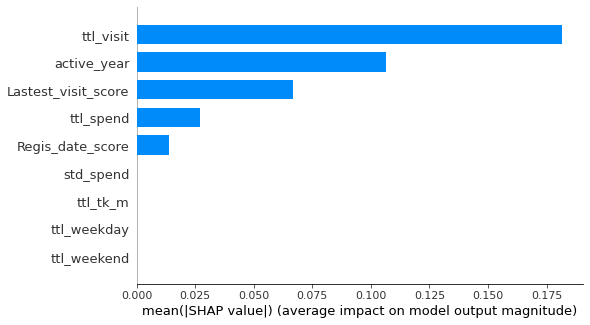 ttl_visit
active_year
Lastest_visit_score
ttl_spend
Regis_date_score
std_spend
ttl_tk_m
ttl_weekday
ttl_weekend
0.000 0.025 0.050 0.075 0.100 0.125 0.150 0.175
mean(|SHAP value|) (average impact on model output magnitude)